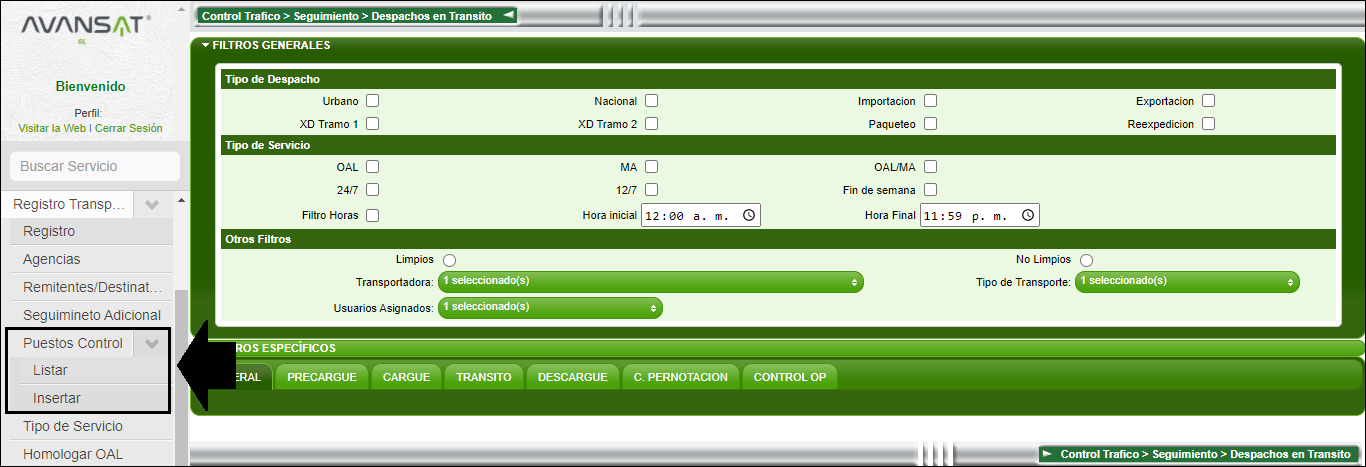 AVANSAT
GL
Bienvenido
Perfil:
Visitar la Web | Cerrar Sesión
Buscar Servicio
Registro Transp...
Registro
Agencias
Remitentes/Destinat...
Seguimineto Adicional
Puestos Control
Listar
Insertar
Tipo de Servicio
Homologar OAL
Control Trafico > Seguimiento > Despachos en Transito
FILTROS GENERALES
Tipo de Despacho
Urbano Nacional Importacion Exportacion
XD Tramo 1 XD Tramo 2 Paqueteo Reexpedicion
Tipo de Servicio
OAL MA OAL/MA
24/7 12/7 Fin de semana
Filtro Horas Hora inicial 12:00 a. m. Hora Final 11:59 p. m.
Otros Filtros
Limpios No Limpios
Transportadora: 1 seleccionado(s) Tipo de Transporte: 1 seleccionado(s)
Usuarios Asignados: 1 seleccionado(s)
ROS ESPECÍFICOS
ERAL PRECARGUE CARGUE TRANSITO DESCARGUE C. PERNOTACION CONTROL OP
Control Trafico > Seguimiento > Despachos en Transito